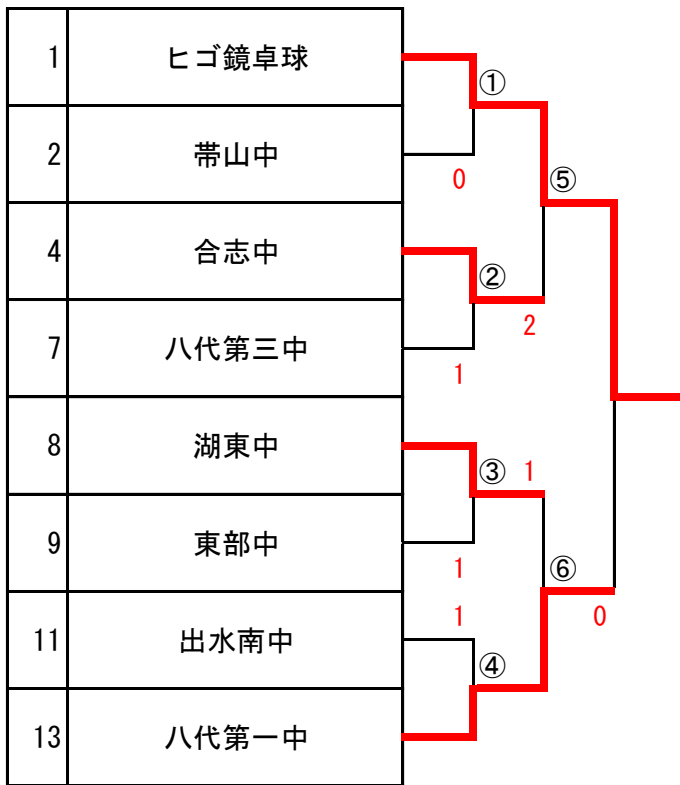 1 ヒゴ鏡卓球
①
2 帯山中
0
⑤
4 合志中
②
2
7 八代第三中
1
8 湖東中
③ 1
9 東部中
1
⑥
1
0
11 出水南中
④
13 八代第一中